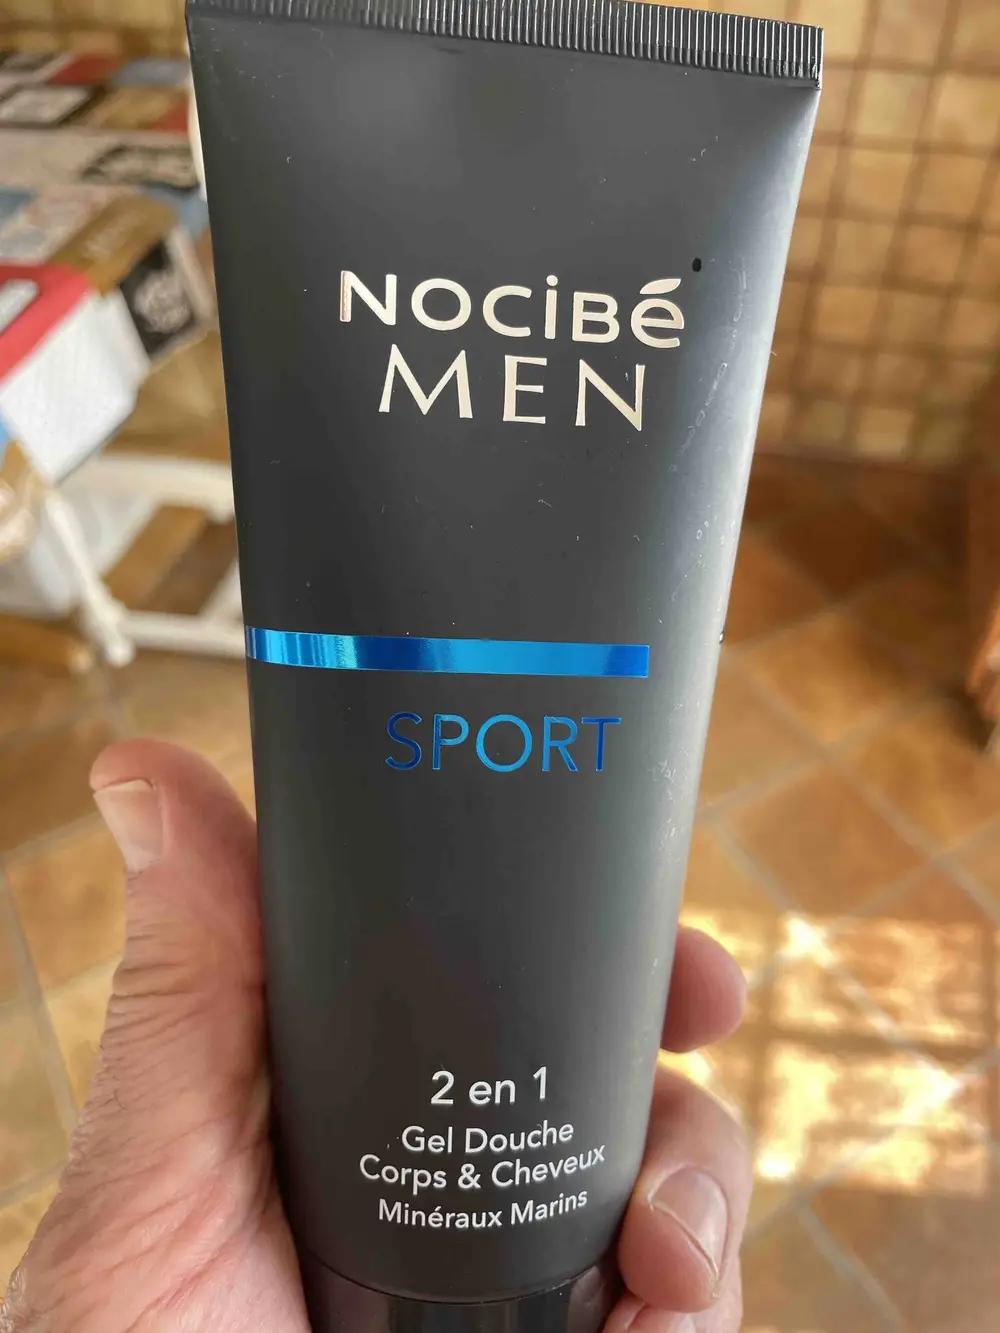 NOCiBé
MEN
SPORT
2 en 1
Gel Douche
Corps & Cheveux
Minéraux Marins